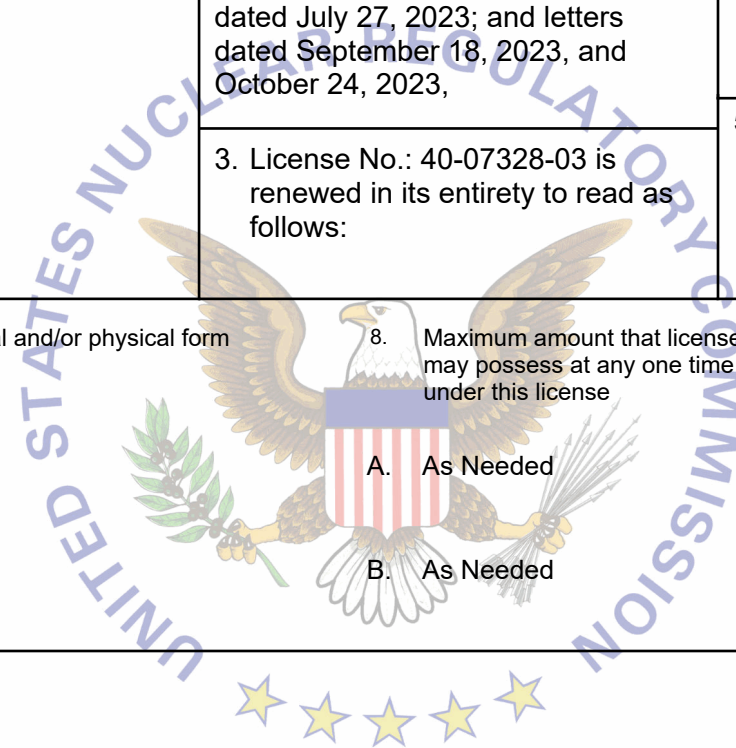 dated July 27, 2023; and letters
dated September 18, 2023, and
October 24, 2023,
3. License No.: 40-07328-03 is
renewed in its entirety to read as
follows:
and/or physical form
8. Maximum amount that
may possess at any one time
under this license
A. As Needed
B. As Needed
UNITED STATES NUCLEAR REGULATORY COMMISSION